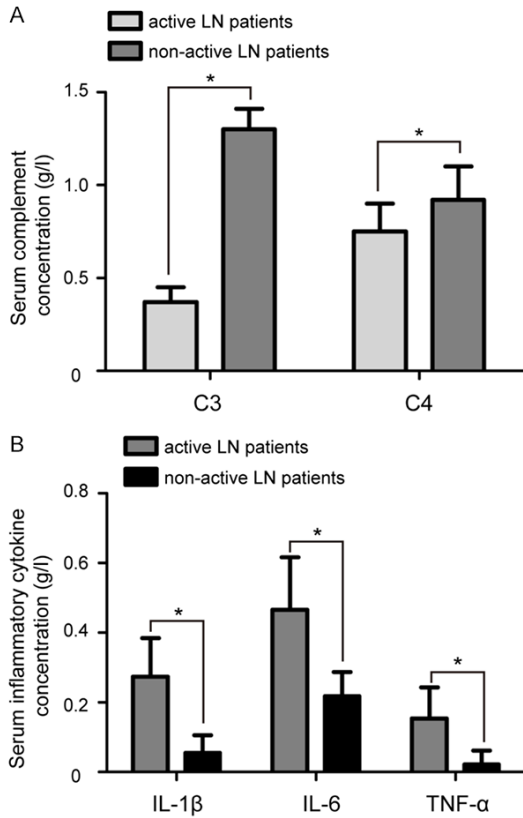 A
active LN patients
non-active LN patients
Serum complement
concentration (g/l)
1.5
1.0
0.5
0
*
*
C3
C4
B
active LN patients
non-active LN patients
Serum inflammatory cytokine
concentration (g/l)
0.8
0.6
0.4
0.2
0
*
*
*
IL-1β
IL-6
TNF-α